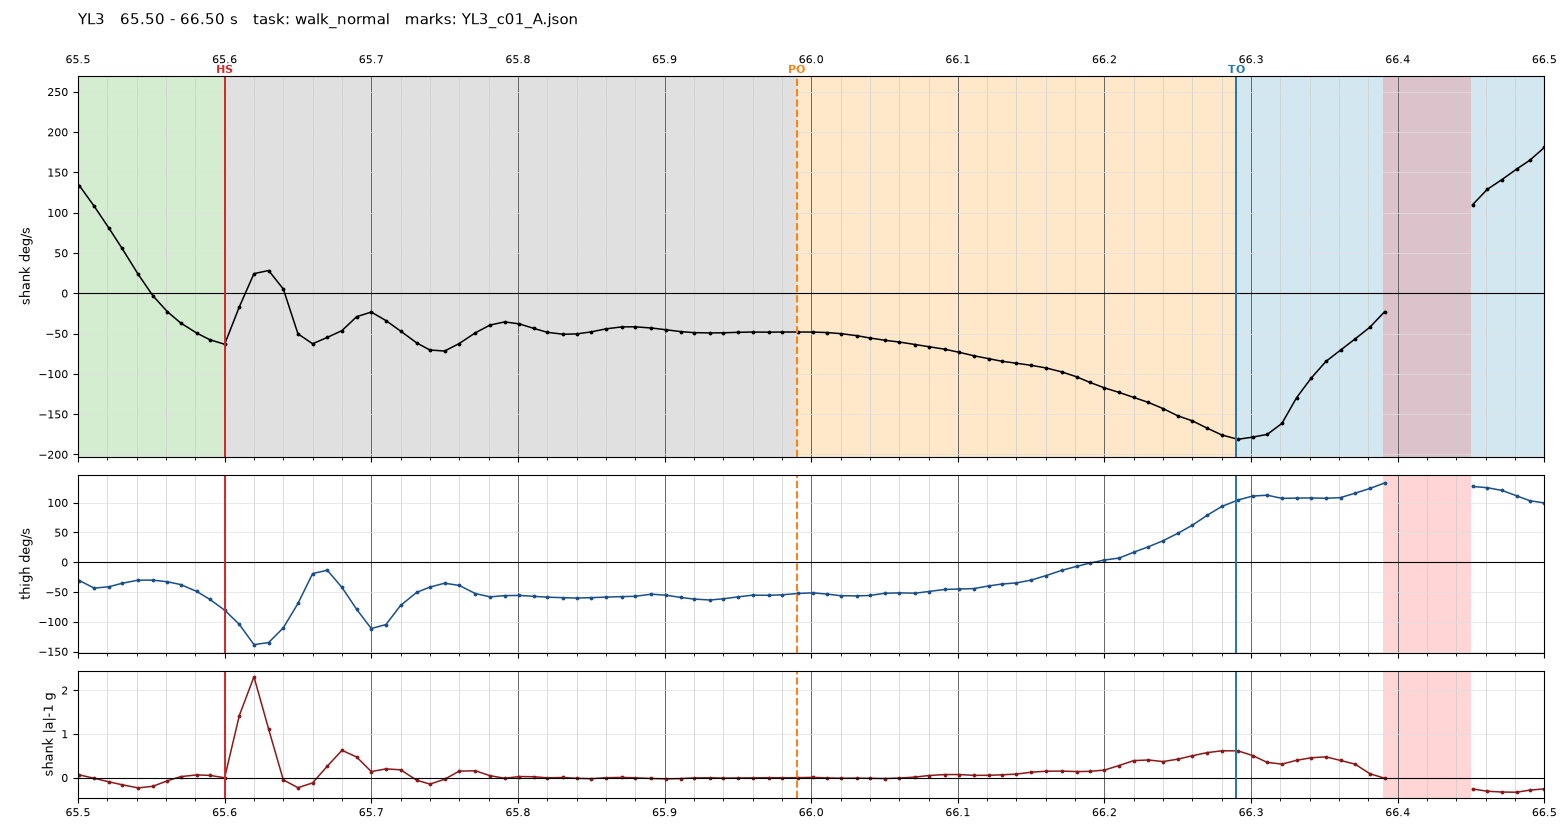 YL3   65.50 - 66.50 s   task: walk_normal   marks: YL3_c01_A.json
65.5 65.6 65.7 65.8 65.9 66.0 66.1 66.2 66.3 66.4 66.5
HS PO TO
shank deg/s
250
200
150
100
50
0
−50
−100
−150
−200
thigh deg/s
100
50
0
−50
−100
−150
shank |a|-1 g
2
1
0
65.5 65.6 65.7 65.8 65.9 66.0 66.1 66.2 66.3 66.4 66.5